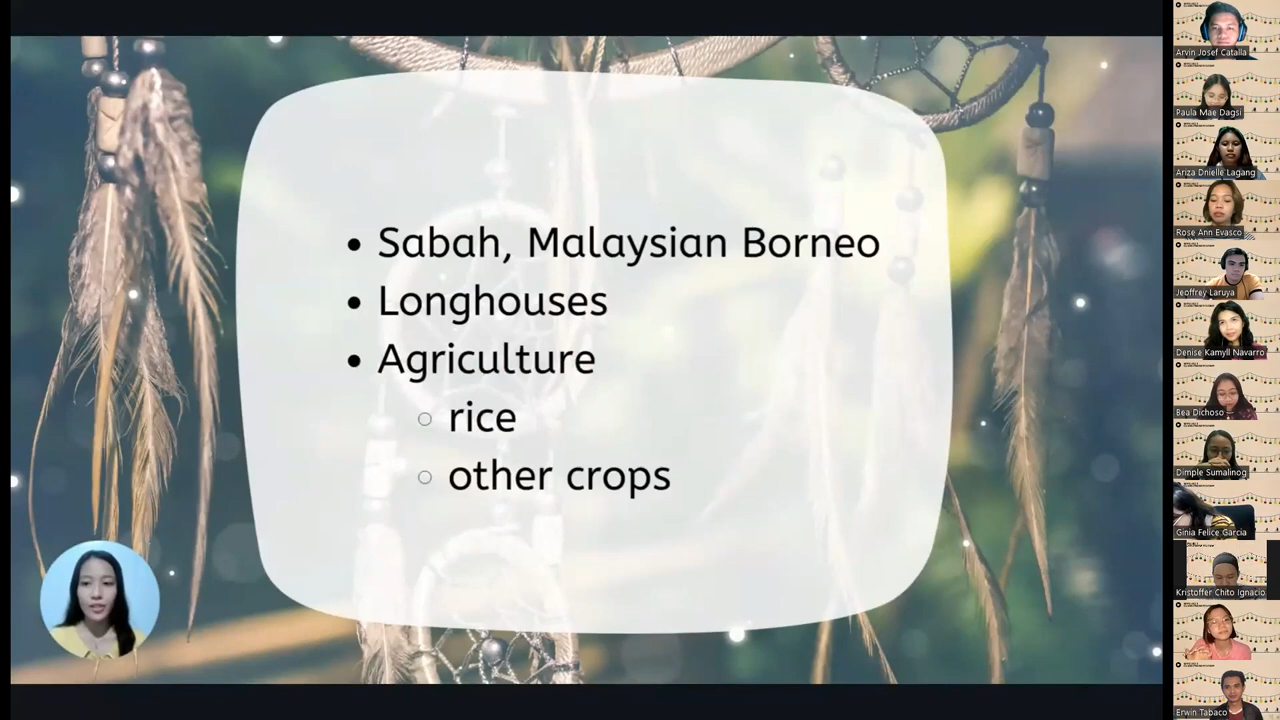 Sabah, Malaysian Borneo
Longhouses
Agriculture
rice
other crops
Arvin Josef Catalla
Paula Mae Dagsi
Ariza Dnielle Lagang
Rose Ann Evasco
Jeoffrey Laruya
Denise Kamyll Navarro
Bea Dichoso
Dimple Sumalinog
Ginia Felice Garcia
Kristoffer Chito Ignacio
Erwin Tabaco